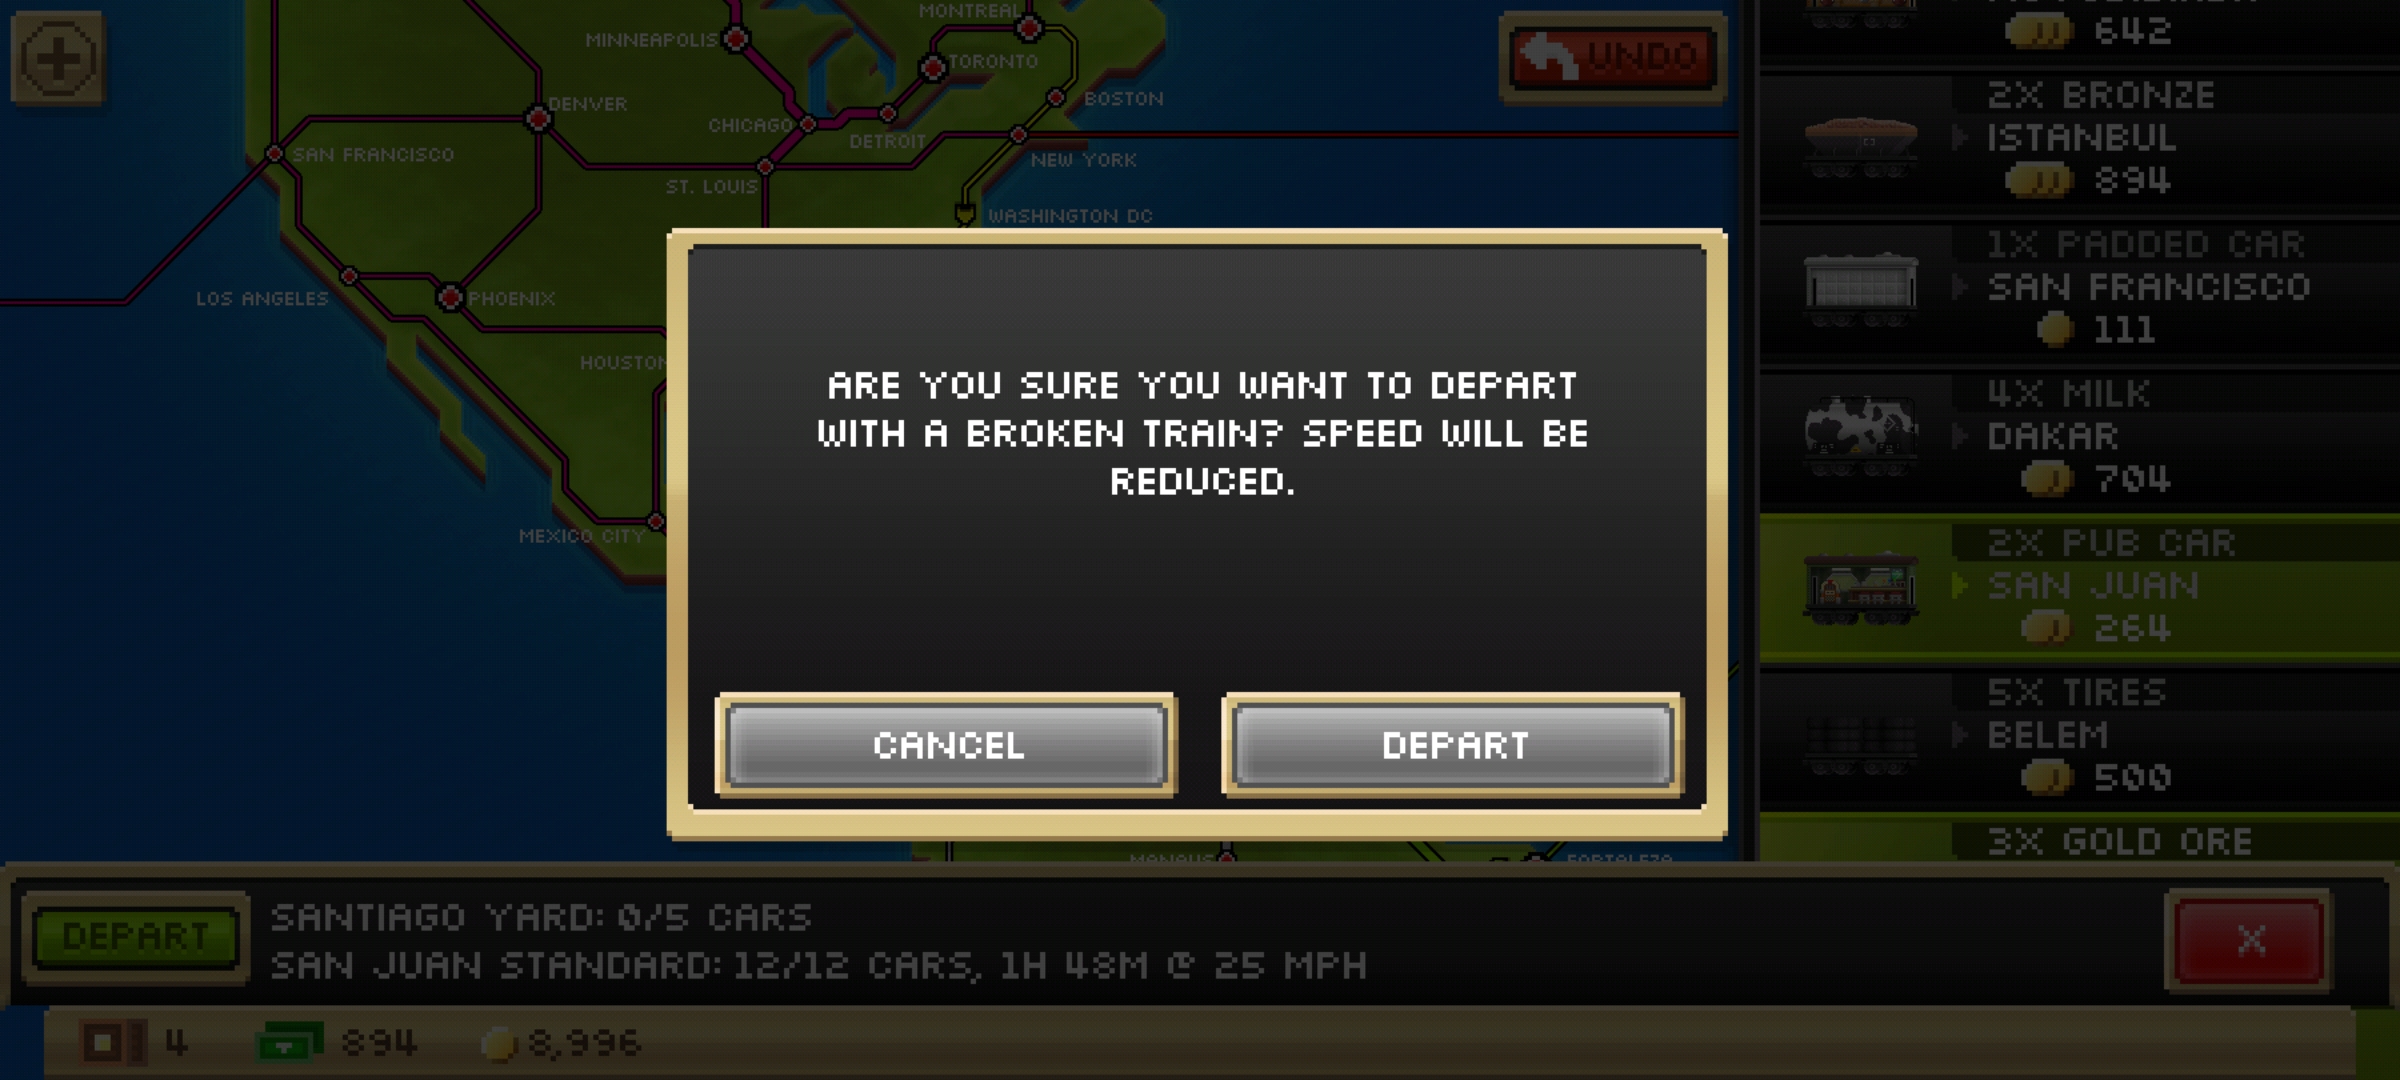 MONTREAL
MINNEAPOLIS
TORONTO
DENVER
BOSTON
CHICAGO
DETROIT
SAN FRANCISCO
NEW YORK
ST. LOUIS
WASHINGTON DC
LOS ANGELES
PHOENIX
HOUSTON
MEXICO CITY
MANAUS
FORTALEZA
UNDO
642
2X BRONZE
ISTANBUL
894
1X PADDED CAR
SAN FRANCISCO
111
4X MILK
DAKAR
704
2X PUB CAR
SAN JUAN
264
5X TIRES
BELEM
500
3X GOLD ORE
ARE YOU SURE YOU WANT TO DEPART
WITH A BROKEN TRAIN? SPEED WILL BE
REDUCED.
CANCEL
DEPART
DEPART
SANTIAGO YARD: 0/5 CARS
SAN JUAN STANDARD: 12/12 CARS, 1H 48M @ 25 MPH
X
4
894
8,996